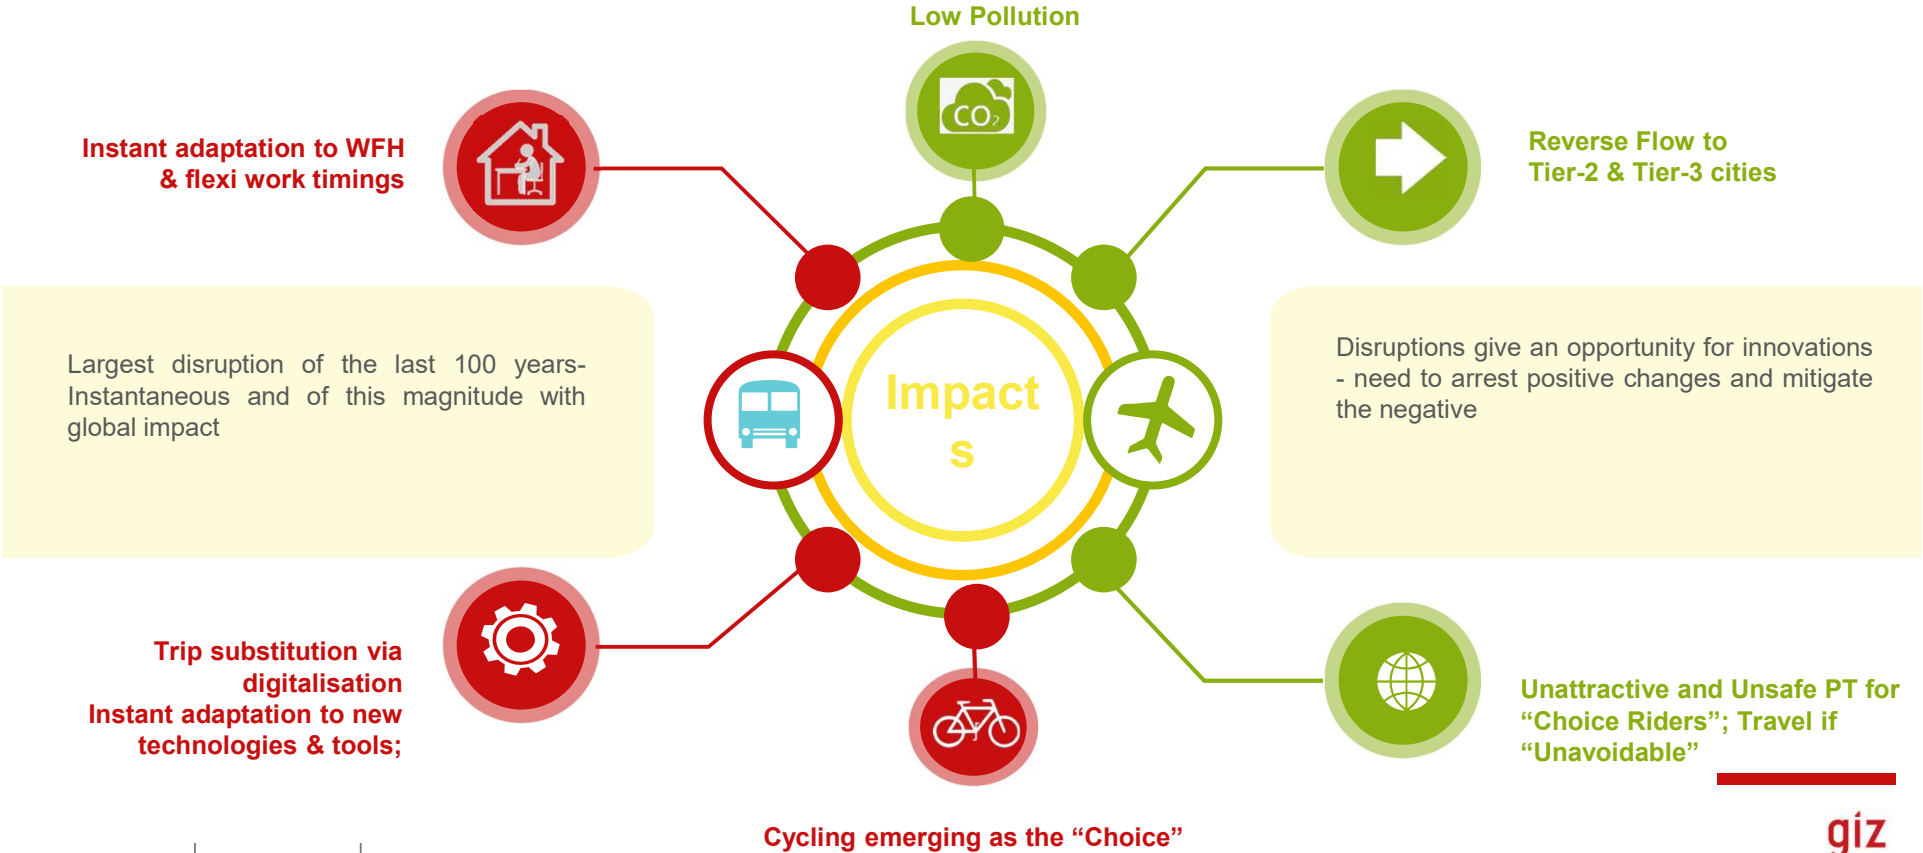 Low Pollution
CO2
Instant adaptation to WFH
& flexi work timings
Reverse Flow to
Tier-2 & Tier-3 cities
Largest disruption of the last 100 years-
Instantaneous and of this magnitude with
global impact
Impact
s
Disruptions give an opportunity for innovations
- need to arrest positive changes and mitigate
the negative
Trip substitution via
digitalisation
Instant adaptation to new
technologies & tools;
Unattractive and Unsafe PT for
“Choice Riders”; Travel if
“Unavoidable”
Cycling emerging as the “Choice”
giz